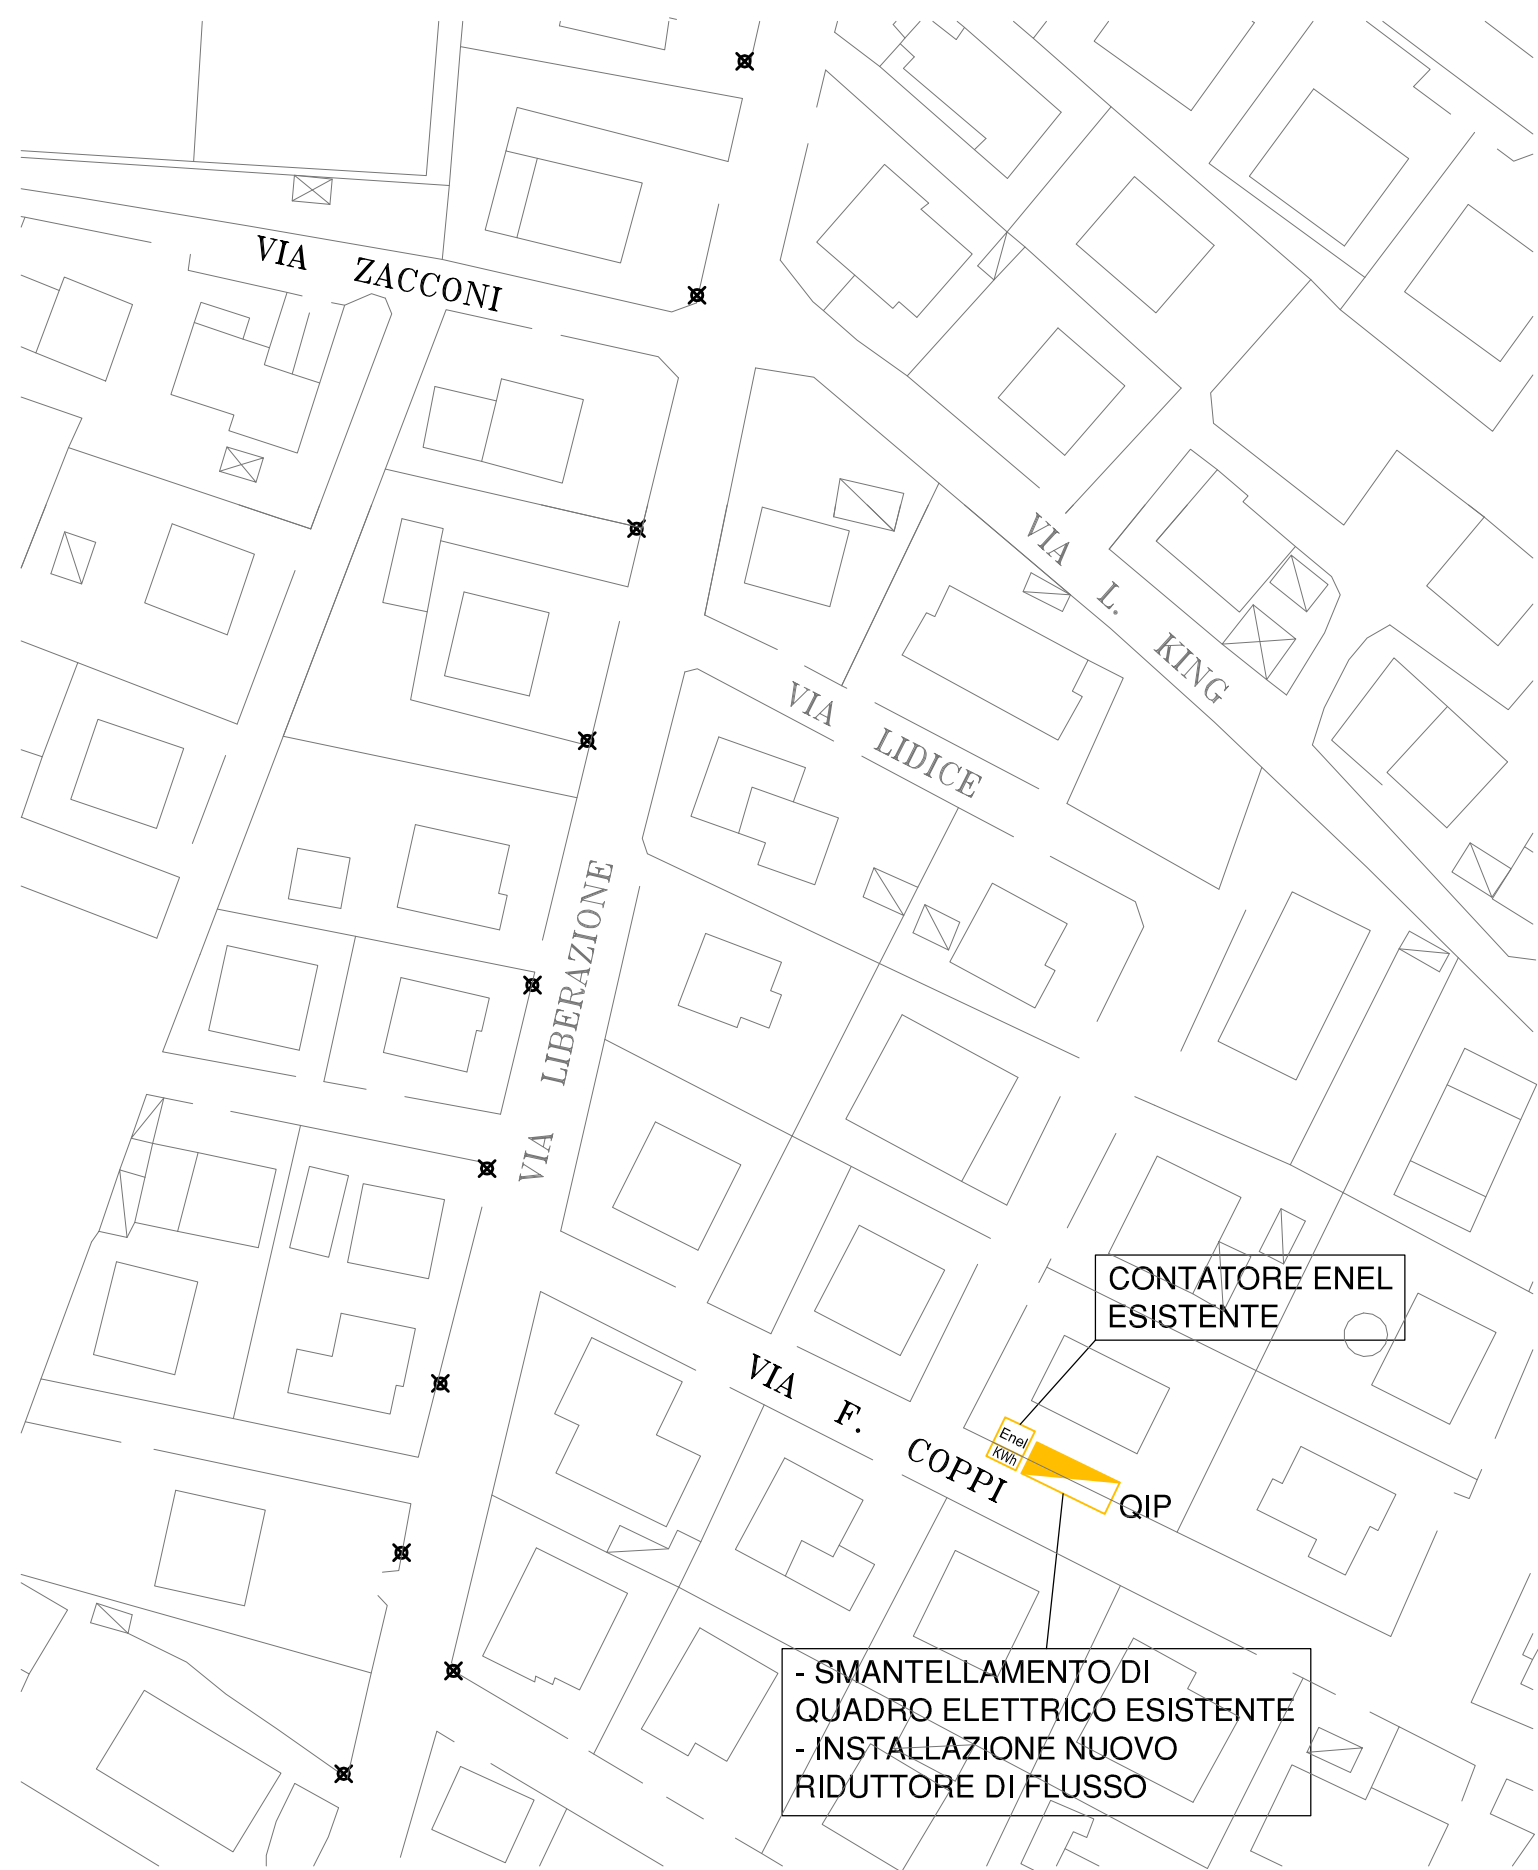 VIA ZACCONI
VIA L. KING
VIA LIDICE
VIA LIBERAZIONE
CONTATORE ENEL
ESISTENTE
VIA F. COPPI
Enel
KWh
QIP
- SMANTELLAMENTO DI
QUADRO ELETTRICO ESISTENTE
- INSTALLAZIONE NUOVO
RIDUTTORE DI FLUSSO